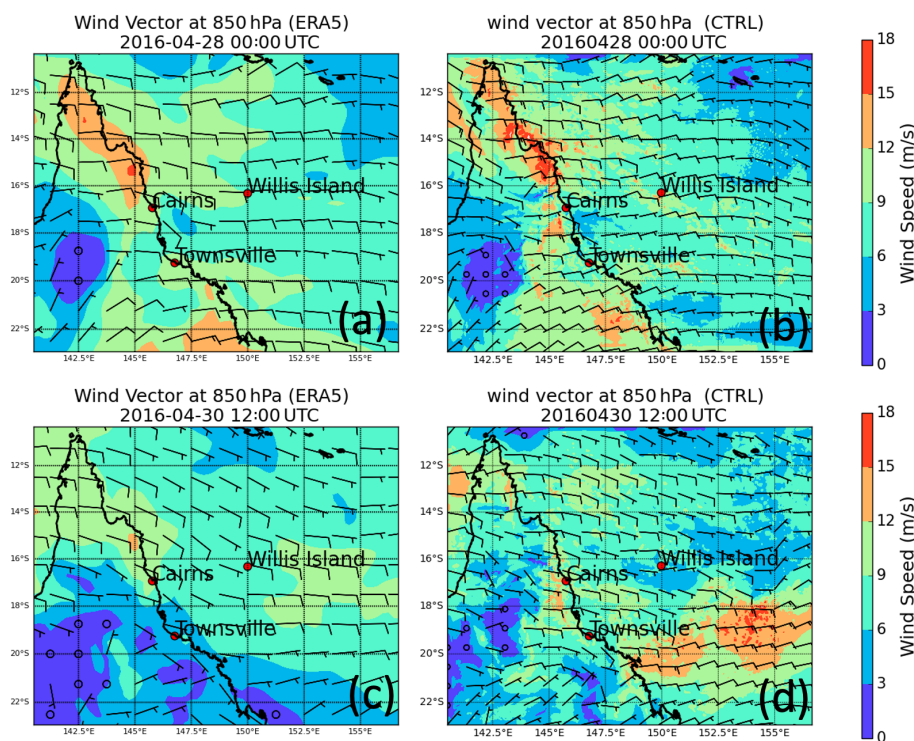 Wind Vector at 850 hPa (ERA5)
2016-04-28 00:00 UTC
12°S
14°S
16°S
18°S
20°S
22°S
Willis Island
Cairns
Townsville
(a)
142.5°E 145°E 147.5°E 150°E 152.5°E 155°E
wind vector at 850 hPa (CTRL)
20160428 00:00 UTC
12°S
14°S
16°S
18°S
20°S
22°S
Willis Island
Cairns
Townsville
(b)
142.5°E 145°E 147.5°E 150°E 152.5°E 155°E
18
15
12
9
6
3
0
Wind Speed (m/s)
Wind Vector at 850 hPa (ERA5)
2016-04-30 12:00 UTC
12°S
14°S
16°S
18°S
20°S
22°S
Willis Island
Cairns
Townsville
(c)
142.5°E 145°E 147.5°E 150°E 152.5°E 155°E
wind vector at 850 hPa (CTRL)
20160430 12:00 UTC
12°S
14°S
16°S
18°S
20°S
22°S
Willis Island
Cairns
Townsville
(d)
142.5°E 145°E 147.5°E 150°E 152.5°E 155°E
18
15
12
9
6
3
0
Wind Speed (m/s)